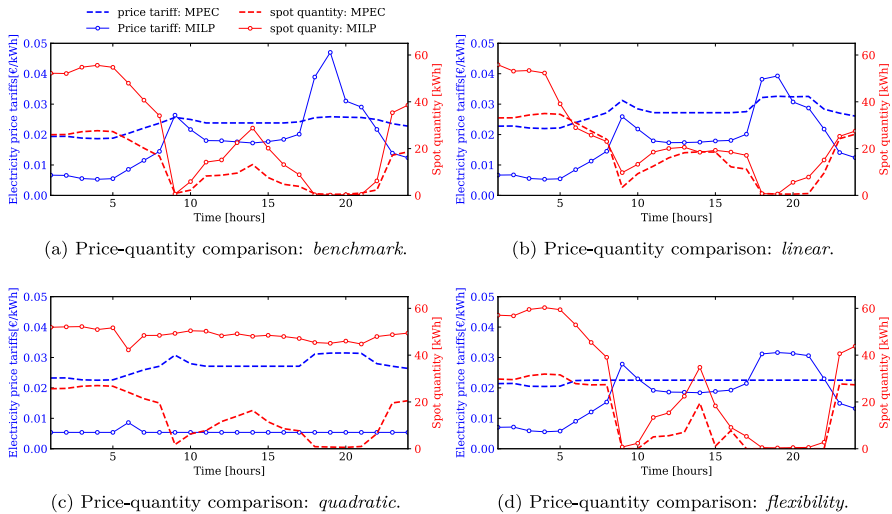 price tariff: MPEC
spot quantity: MPEC
Price tariff: MILP
spot quanity: MILP
Electricity price tariffs[€/kWh]
0.05
0.04
0.03
0.02
0.01
0.00
5
10
15
20
Time [hours]
60
40
20
0
Spot quantity [kWh]
(a) Price-quantity comparison: benchmark.
Electricity price tariffs[€/kWh]
0.05
0.04
0.03
0.02
0.01
0.00
5
10
15
20
Time [hours]
60
40
20
0
Spot quantity [kWh]
(b) Price-quantity comparison: linear.
Electricity price tariffs[€/kWh]
0.05
0.04
0.03
0.02
0.01
0.00
5
10
15
20
Time [hours]
60
40
20
0
Spot quantity [kWh]
(c) Price-quantity comparison: quadratic.
Electricity price tariffs[€/kWh]
0.05
0.04
0.03
0.02
0.01
0.00
5
10
15
20
Time [hours]
60
40
20
0
Spot quantity [kWh]
(d) Price-quantity comparison: flexibility.